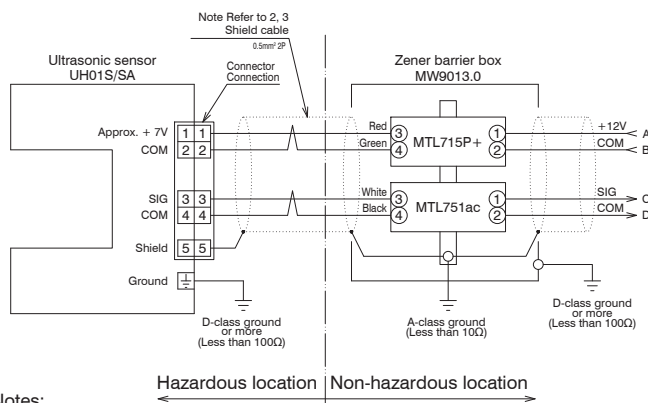 Note Refer to 2, 3
Shield cable
0.5mm² 2P
Ultrasonic sensor
UH01S/SA
Connector
Connection
Zener barrier box
MW9013.0
Approx. + 7V 1 1 Red 3 MTL715P+ 1 +12V A
COM 2 2 Green 4 2 COM B
SIG 3 3 White 3 MTL751ac 1 SIG C
COM 4 4 Black 4 2 COM D
Shield 5 5
Ground
D-class ground
or more
(Less than 100Ω)
A-class ground
(Less than 10Ω)
D-class ground
or more
(Less than 100Ω)
Hazardous location Non-hazardous location
Notes: